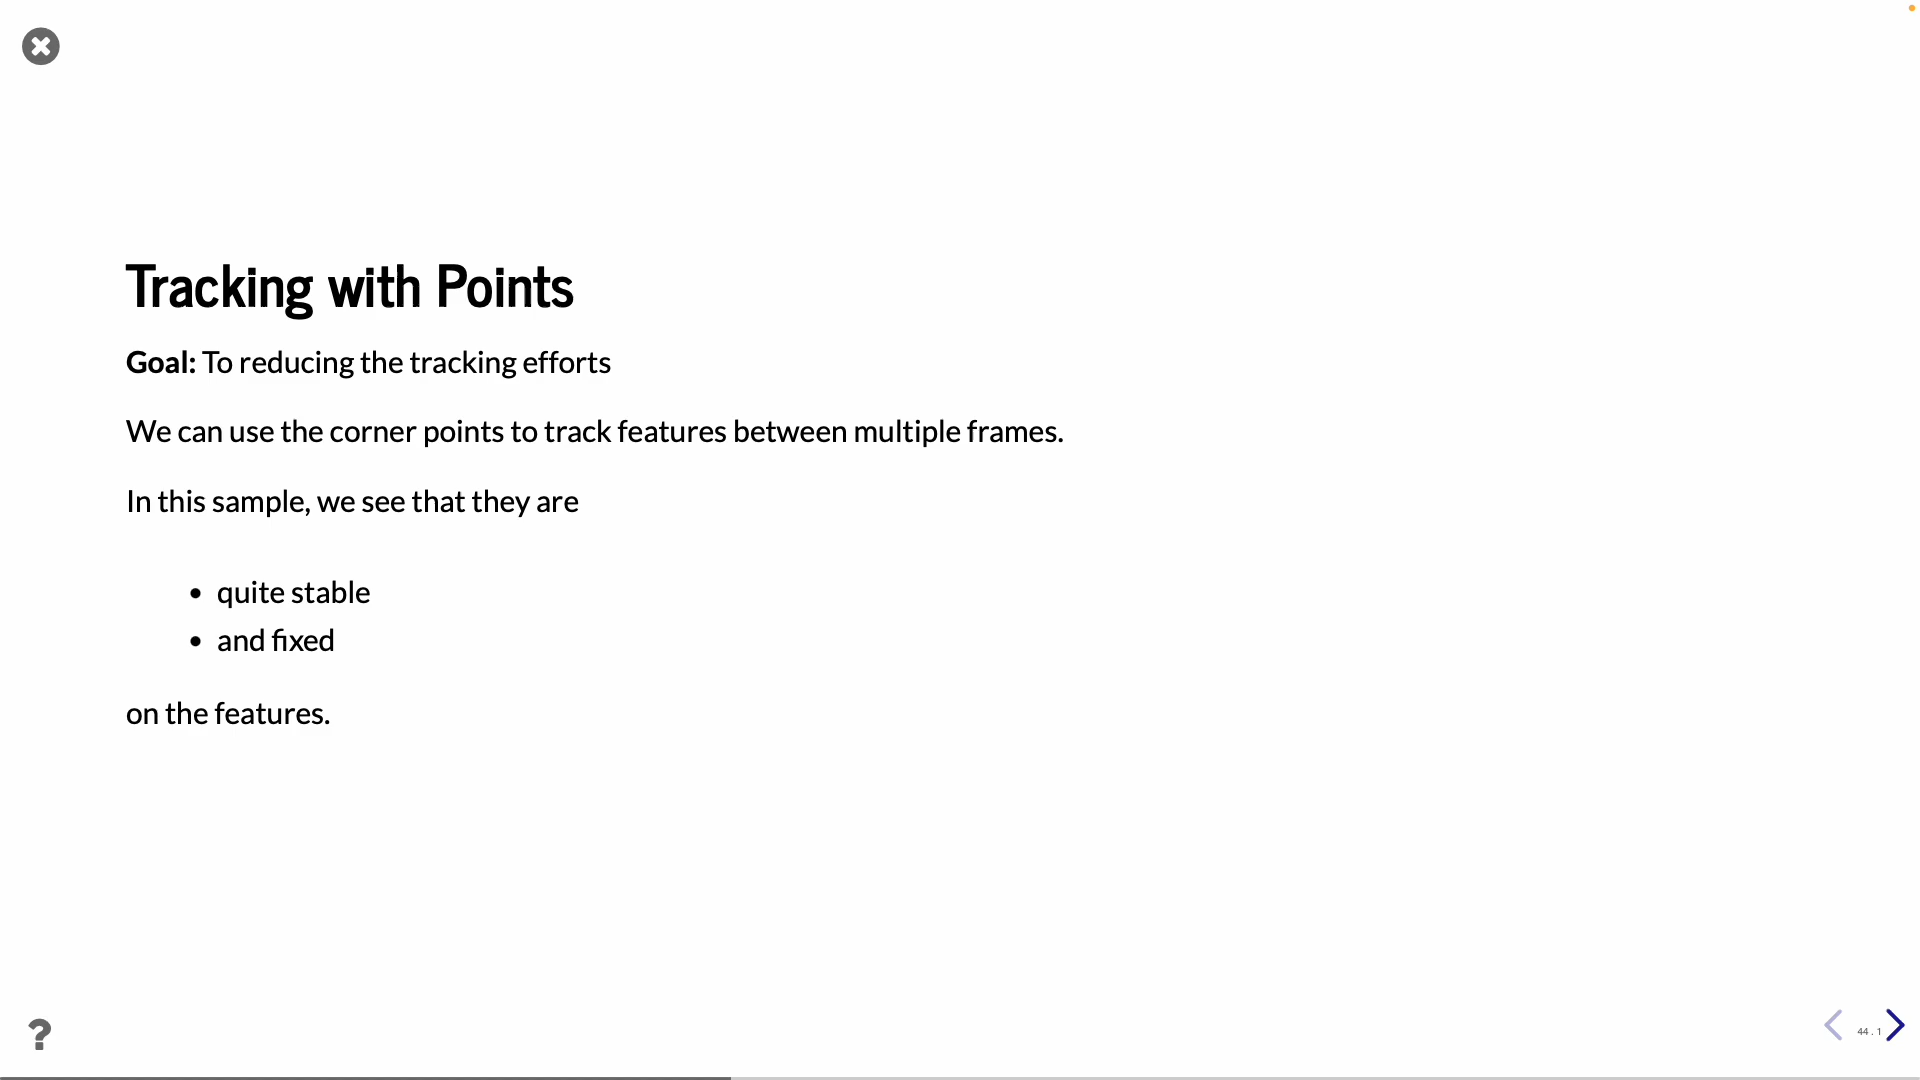 Tracking with Points
Goal: To reducing the tracking efforts
We can use the corner points to track features between multiple frames.
In this sample, we see that they are
• quite stable
• and fixed
on the features.
?
44 . 1